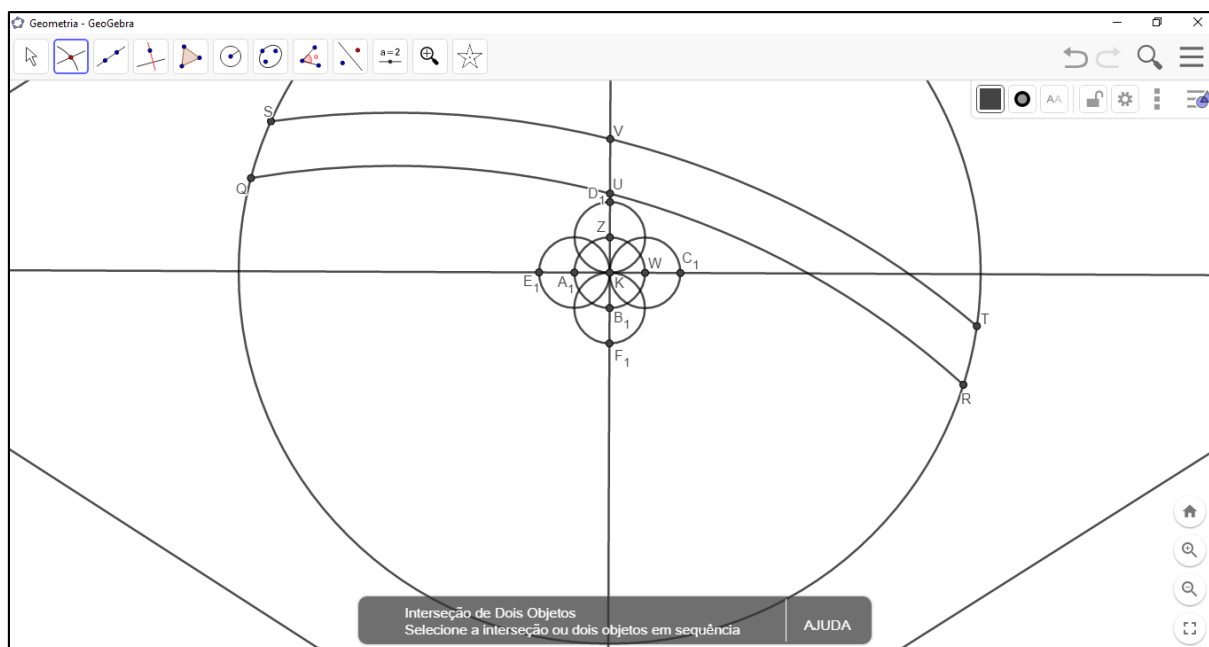 Geometria - GeoGebra
a=2
AA
S
V
Q
U
D1
Z
E1
A1
K
W
C1
B1
F1
T
R
Interseção de Dois Objetos
Selecione a interseção ou dois objetos em sequência
AJUDA